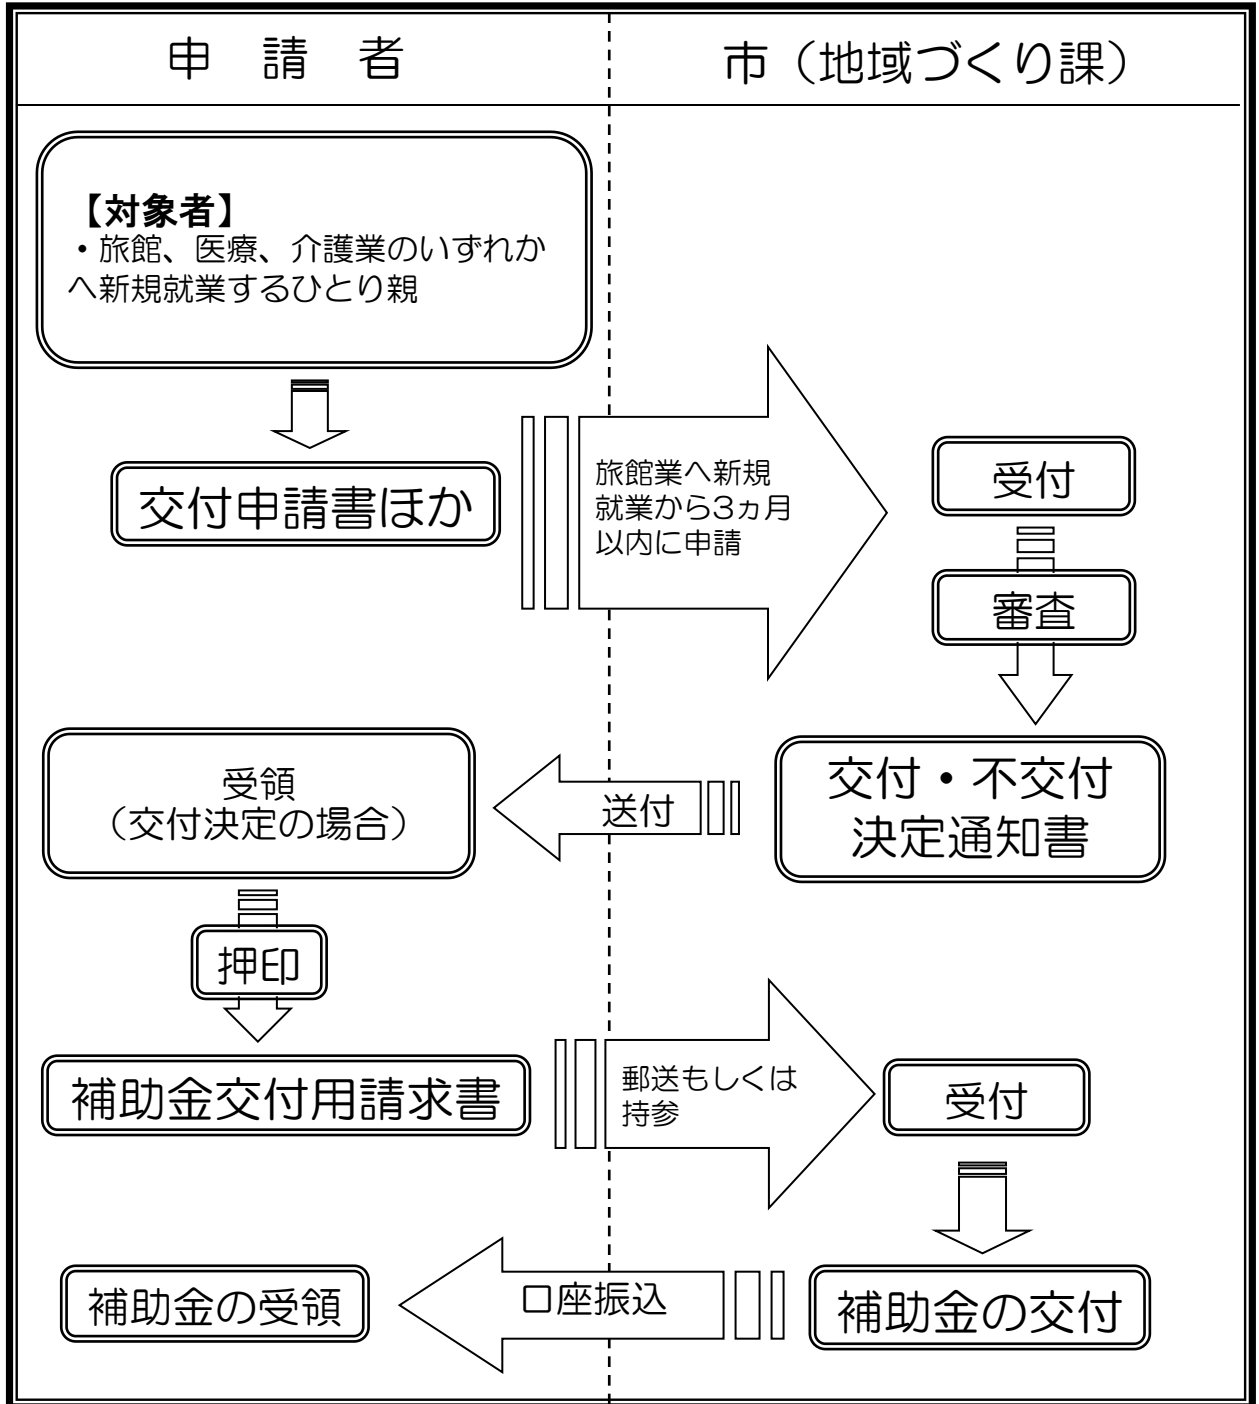 申　請　者
市（地域づくり課）
【対象者】
・旅館、医療、介護業のいずれか
へ新規就業するひとり親
交付申請書ほか
旅館業へ新規
就業から3ヵ月
以内に申請
受付
審査
交付・不交付
決定通知書
送付
受領
（交付決定の場合）
押印
補助金交付用請求書
郵送もしくは
持参
受付
補助金の交付
口座振込
補助金の受領